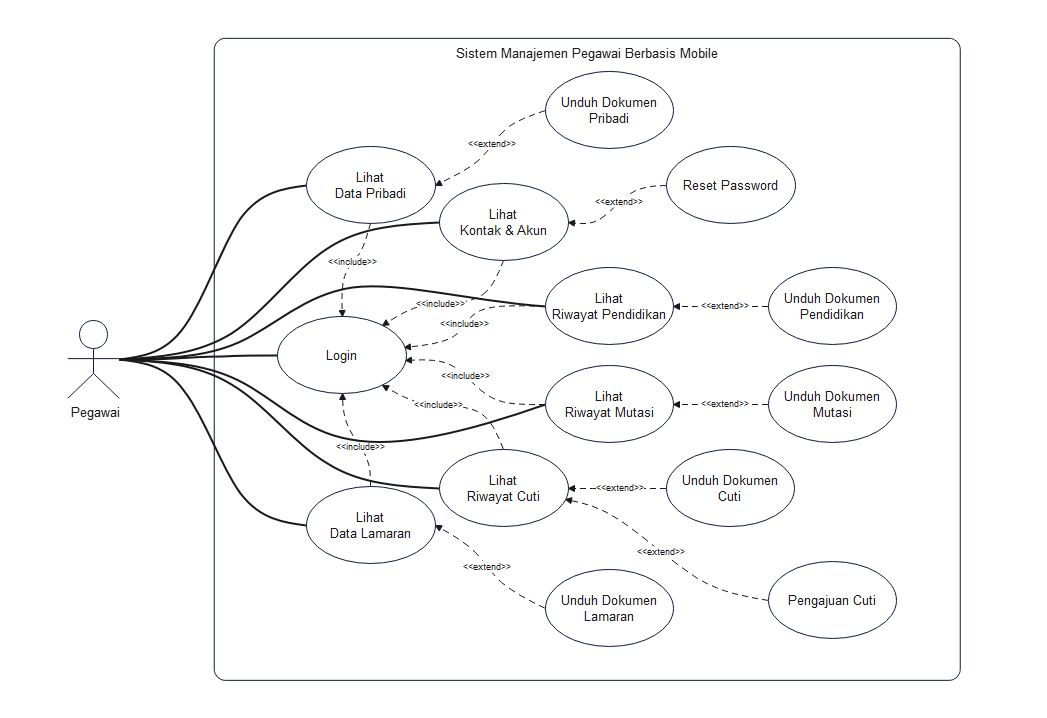 Sistem Manajemen Pegawai Berbasis Mobile
Unduh Dokumen
Pribadi
<<extend>>
Lihat
Data Pribadi
Reset Password
<<extend>>
Lihat
Kontak & Akun
<<include>>
<<include>>
Lihat
Riwayat Pendidikan
<<extend>>
Unduh Dokumen
Pendidikan
<<include>>
Login
Pegawai
<<include>>
Lihat
Riwayat Mutasi
<<extend>>
Unduh Dokumen
Mutasi
<<include>>
<<include>>
Lihat
Riwayat Cuti
<<extend>>
Unduh Dokumen
Cuti
Lihat
Data Lamaran
<<extend>>
<<extend>>
Unduh Dokumen
Lamaran
Pengajuan Cuti